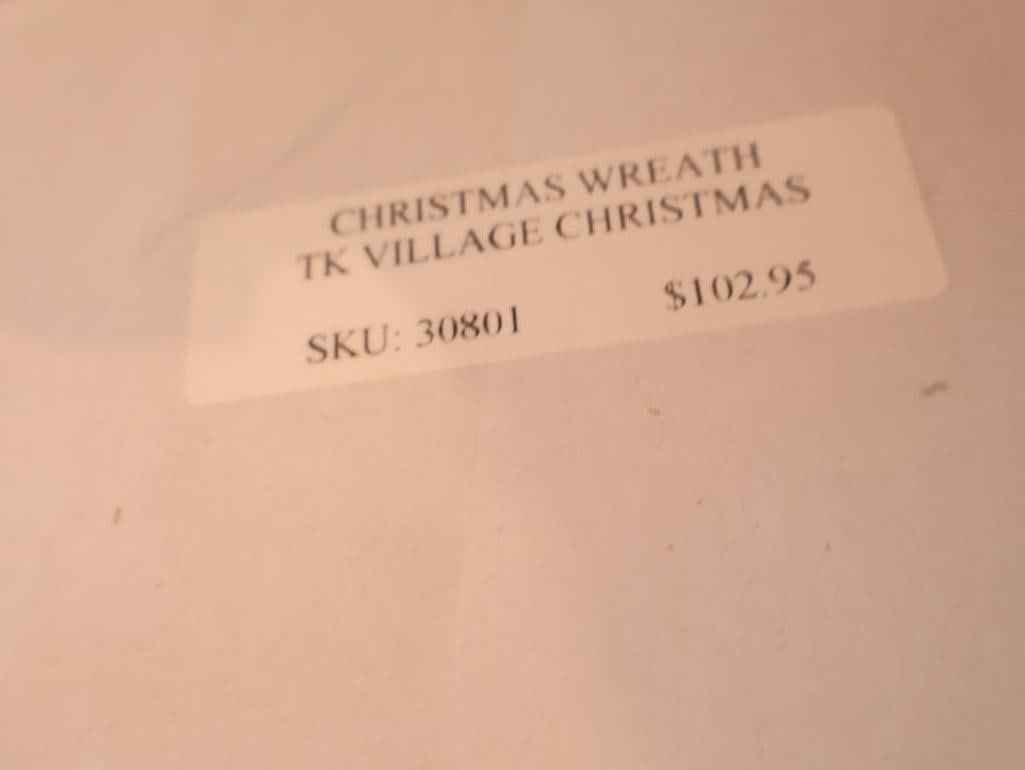 CHRISTMAS WREATH
TK VILLAGE CHRISTMAS
SKU: 30801 $102.95